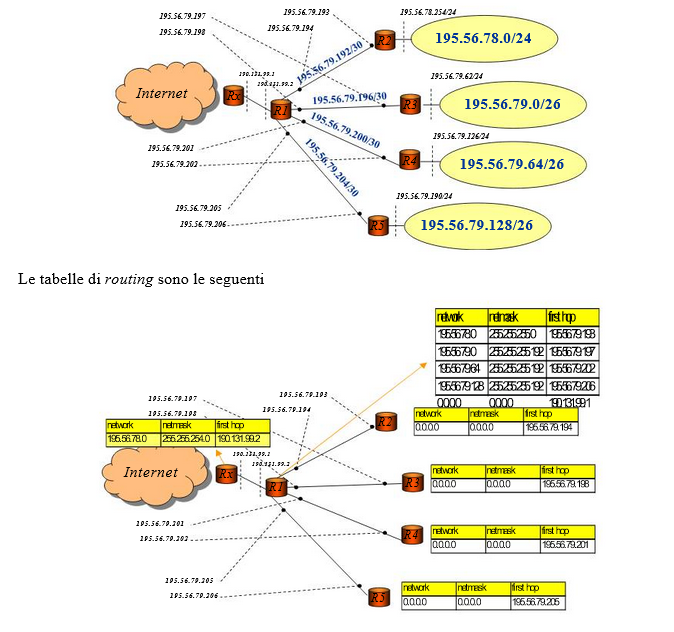 195.56.79.197
195.56.79.193
195.56.78.254/24
195.56.79.198
195.56.79.194
R2
195.56.78.0/24
195.56.79.192/30
190.131.99.1
190.131.99.2
195.56.79.62/24
Internet
Rx
R1
195.56.79.196/30
R3
195.56.79.0/26
195.56.79.200/30
195.56.79.126/24
195.56.79.201
195.56.79.202
R4
195.56.79.64/26
195.56.79.204/30
195.56.79.190/24
195.56.79.205
195.56.79.206
R5
195.56.79.128/26
Le tabelle di routing sono le seguenti
network netmask first hop
195.56.78.0 255.255.255.0 195.56.79.193
195.56.79.0 255.255.255.192 195.56.79.197
195.56.79.64 255.255.255.192 195.56.79.202
195.56.79.128 255.255.255.192 195.56.79.206
0.0.0.0 0.0.0.0 190.131.99.1
195.56.79.197
195.56.79.193
195.56.79.198
195.56.79.194
R2
network netmask first hop
0.0.0.0 0.0.0.0 195.56.79.194
network netmask first hop
195.56.78.0 255.255.254.0 190.131.99.2
190.131.99.1
190.131.99.2
Internet
Rx
R1
R3
network netmask first hop
0.0.0.0 0.0.0.0 195.56.79.198
195.56.79.201
195.56.79.202
R4
network netmask first hop
0.0.0.0 0.0.0.0 195.56.79.201
195.56.79.205
195.56.79.206
R5
network netmask first hop
0.0.0.0 0.0.0.0 195.56.79.205